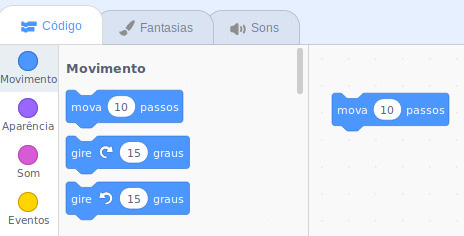 Código
Fantasias
Sons
Movimento
Aparência
Som
Eventos
Movimento
mova 10 passos
gire 15 graus
gire 15 graus
mova 10 passos